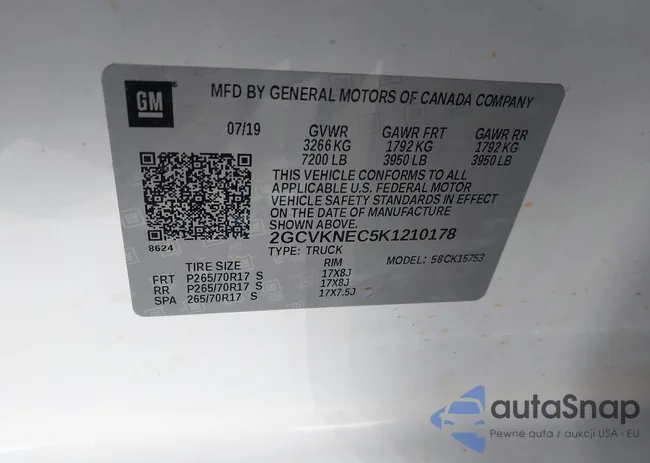 GM
MFD BY GENERAL MOTORS OF CANADA COMPANY
07/19 GVWR GAWR FRT GAWR RR
3266 KG 1792 KG 1792 KG
7200 LB 3950 LB 3950 LB
THIS VEHICLE CONFORMS TO ALL
APPLICABLE U.S. FEDERAL MOTOR
VEHICLE SAFETY STANDARDS IN EFFECT
ON THE DATE OF MANUFACTURE
SHOWN ABOVE.
8624 2GCVKNEC5K1210178
TYPE: TRUCK MODEL: 58CK15753
TIRE SIZE RIM
FRT P265/70R17 S 17X8J
RR P265/70R17 S 17X8J
SPA 265/70R17 S 17X7.5J
autoSnap
Pewne auta z aukcji USA i EU